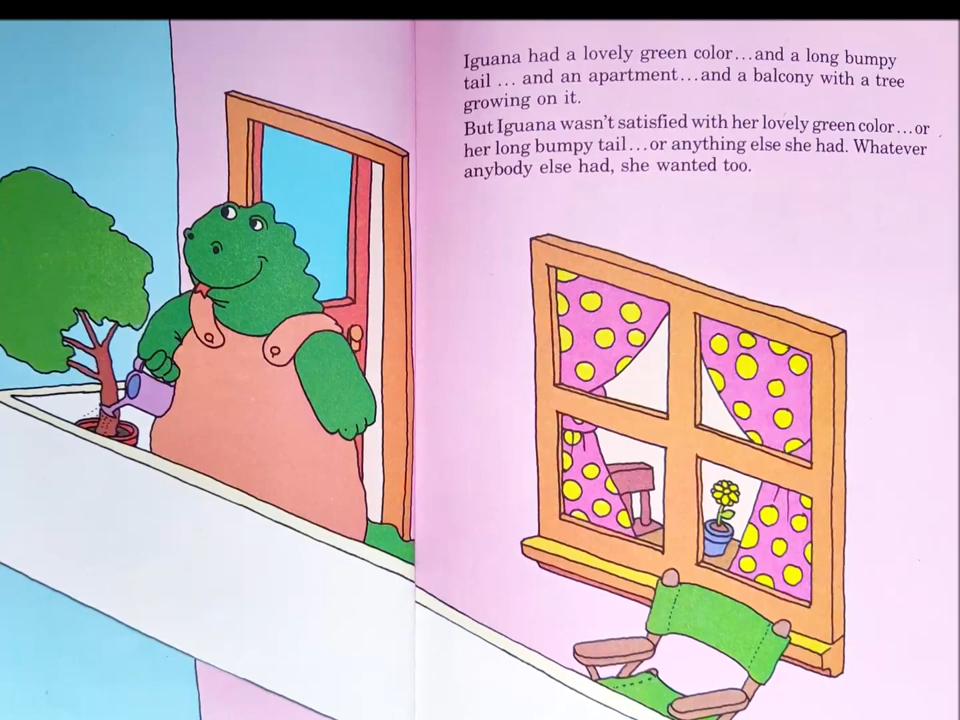 Iguana had a lovely green color...and a long bumpy
tail ... and an apartment...and a balcony with a tree
growing on it.
But Iguana wasn't satisfied with her lovely green color...or
her long bumpy tail...or anything else she had. Whatever
anybody else had, she wanted too.